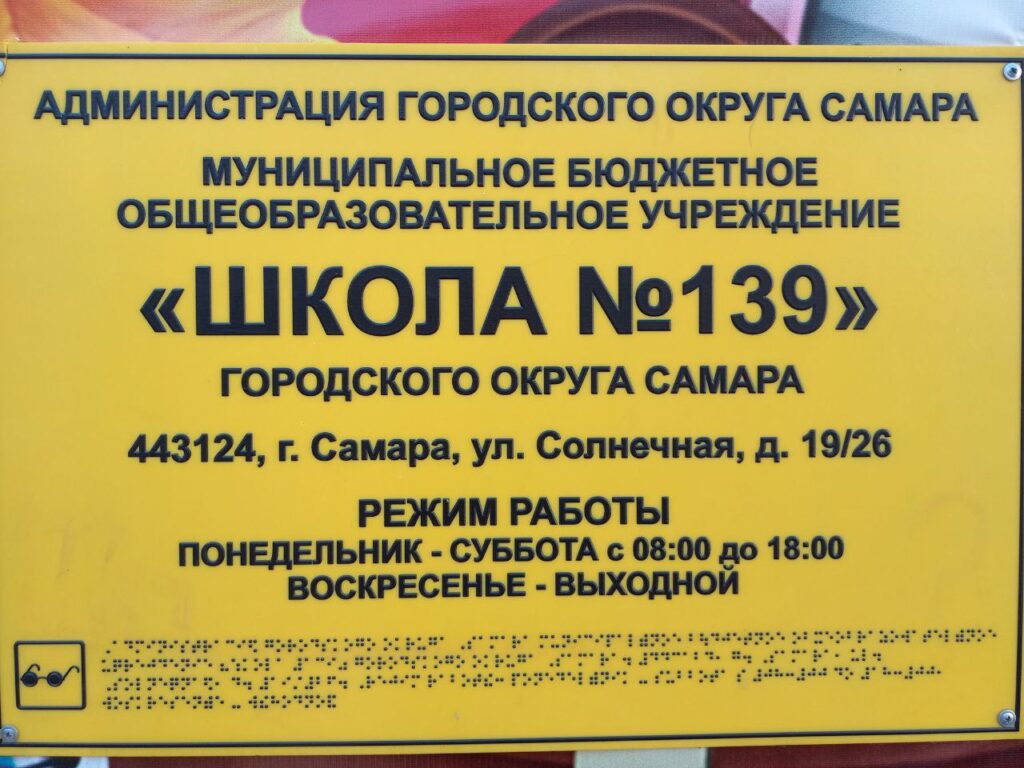 АДМИНИСТРАЦИЯ ГОРОДСКОГО ОКРУГА САМАРА
МУНИЦИПАЛЬНОЕ БЮДЖЕТНОЕ
ОБЩЕОБРАЗОВАТЕЛЬНОЕ УЧРЕЖДЕНИЕ
«ШКОЛА №139»
ГОРОДСКОГО ОКРУГА САМАРА
443124, г. Самара, ул. Солнечная, д. 19/26
РЕЖИМ РАБОТЫ
ПОНЕДЕЛЬНИК - СУББОТА с 08:00 до 18:00
ВОСКРЕСЕНЬЕ - ВЫХОДНОЙ